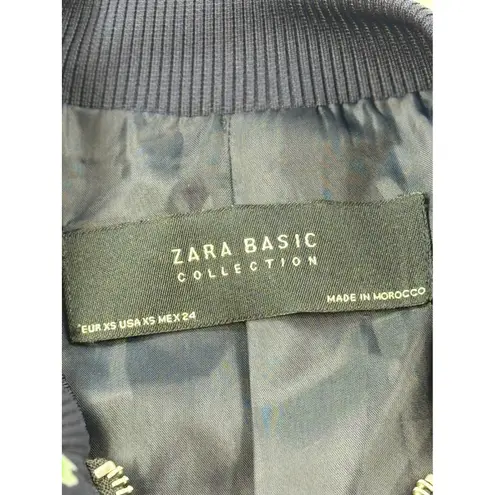 ZARA BASIC
COLLECTION
EUR XS USA XS MEX 24
MADE IN MOROCCO